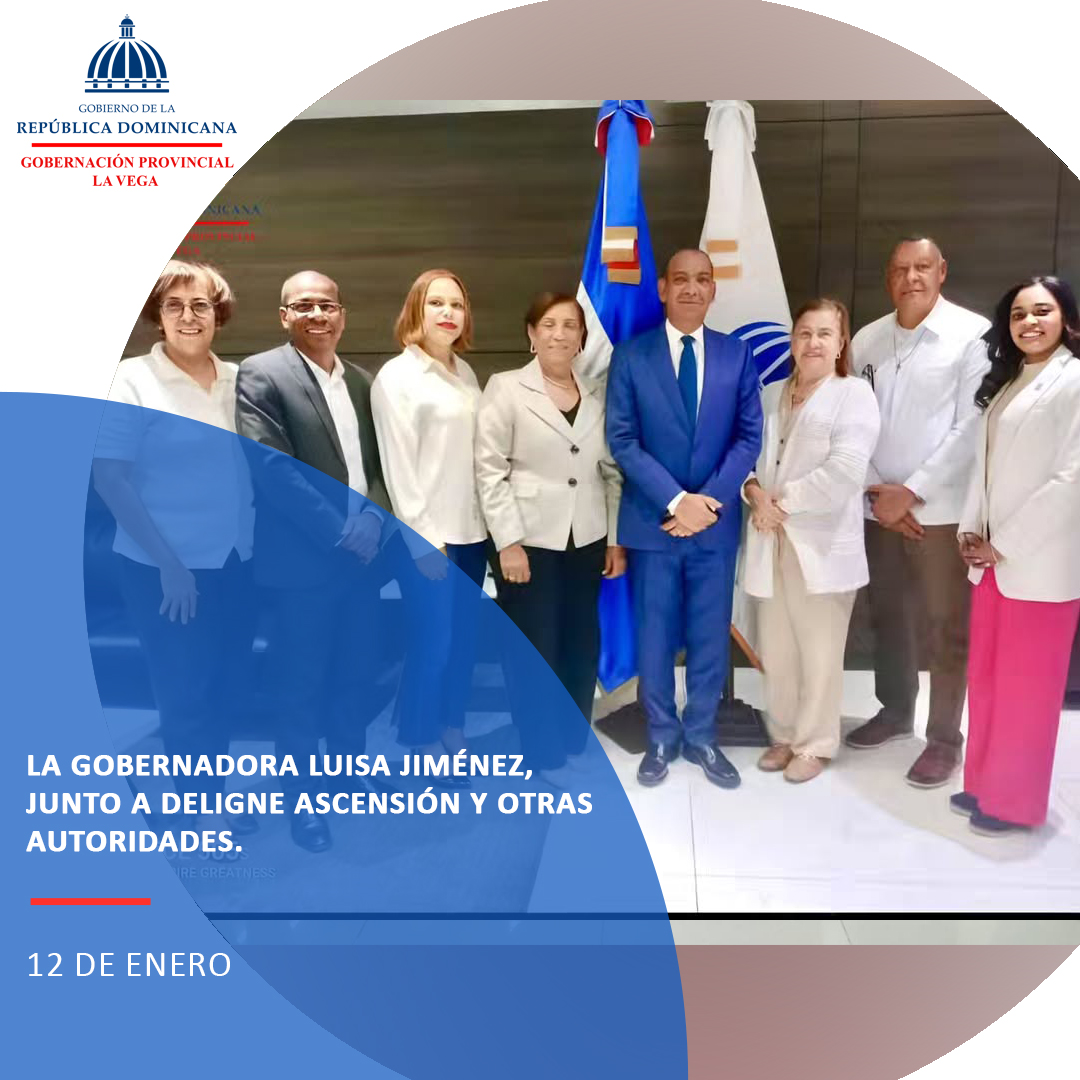 GOBIERNO DE LA
REPÚBLICA DOMINICANA
GOBERNACIÓN PROVINCIAL
LA VEGA
LA GOBERNADORA LUISA JIMÉNEZ,
JUNTO A DELIGNE ASCENSIÓN Y OTRAS
AUTORIDADES.
GREATNESS
12 DE ENERO